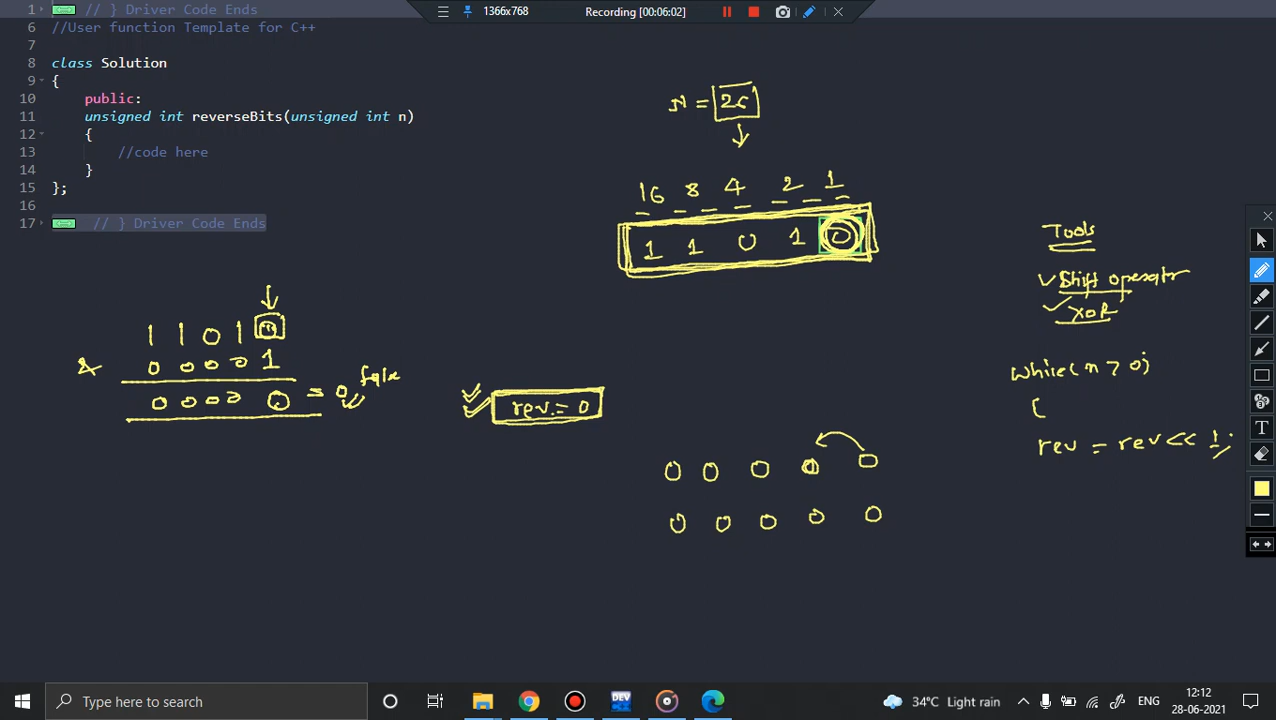 1 // } Driver Code Ends
6 //User function Template for C++
7
8 class Solution
9 {
10 public:
11 unsigned int reverseBits(unsigned int n)
12 {
13 //code here
14 }
15 };
16
17 // } Driver Code Ends
1366x768
Recording [00:06:02]
N = 26
16 8 4 2 1
1 1 0 1 0
Tools
Shift operator
XOR
1 1 0 1 0
& 0 0 0 0 1
0 0 0 0 0 = 0 false
rev = 0
0 0 0 0 0
0 0 0 0 0
while(n > 0)
{
rev = rev << 1;
T
Type here to search
DEV
34°C Light rain
ENG
12:12
28-06-2021